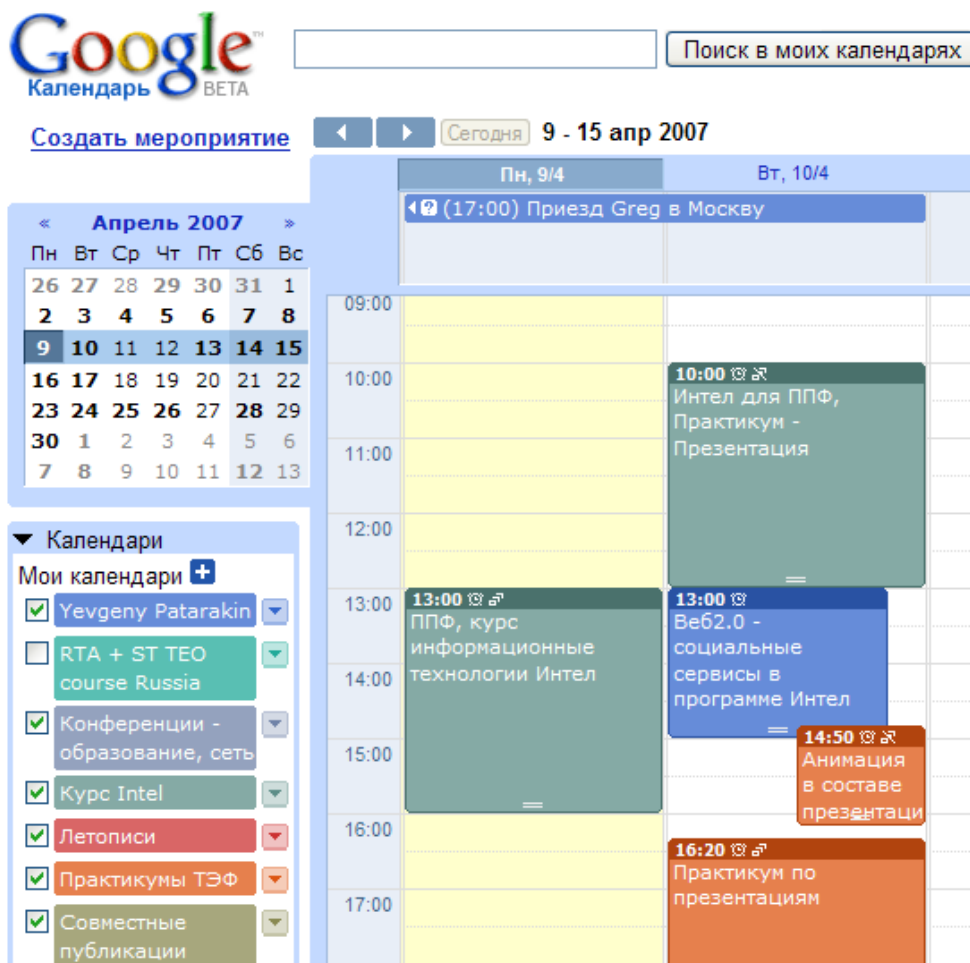 Google™
Календарь BETA
Поиск в моих календарях
Создать мероприятие
Сегодня 9 - 15 апр 2007
Пн, 9/4 Вт, 10/4
(17:00) Приезд Greg в Москву
« Апрель 2007 »
Пн Вт Ср Чт Пт Сб Вс
26 27 28 29 30 31 1
2 3 4 5 6 7 8
9 10 11 12 13 14 15
16 17 18 19 20 21 22
23 24 25 26 27 28 29
30 1 2 3 4 5 6
7 8 9 10 11 12 13
Календари
Мои календари
Yevgeny Patarakin
RTA + ST TEO
course Russia
Конференции -
образование, сеть
Курс Intel
Летописи
Практикумы ТЭФ
Совместные
публикации
09:00
10:00
11:00
12:00
13:00
14:00
15:00
16:00
17:00
13:00
ППФ, курс
информационные
технологии Интел
10:00
Интел для ППФ,
Практикум -
Презентация
13:00
Веб2.0 -
социальные
сервисы в
программе Интел
14:50
Анимация
в составе
презентаци
16:20
Практикум по
презентациям